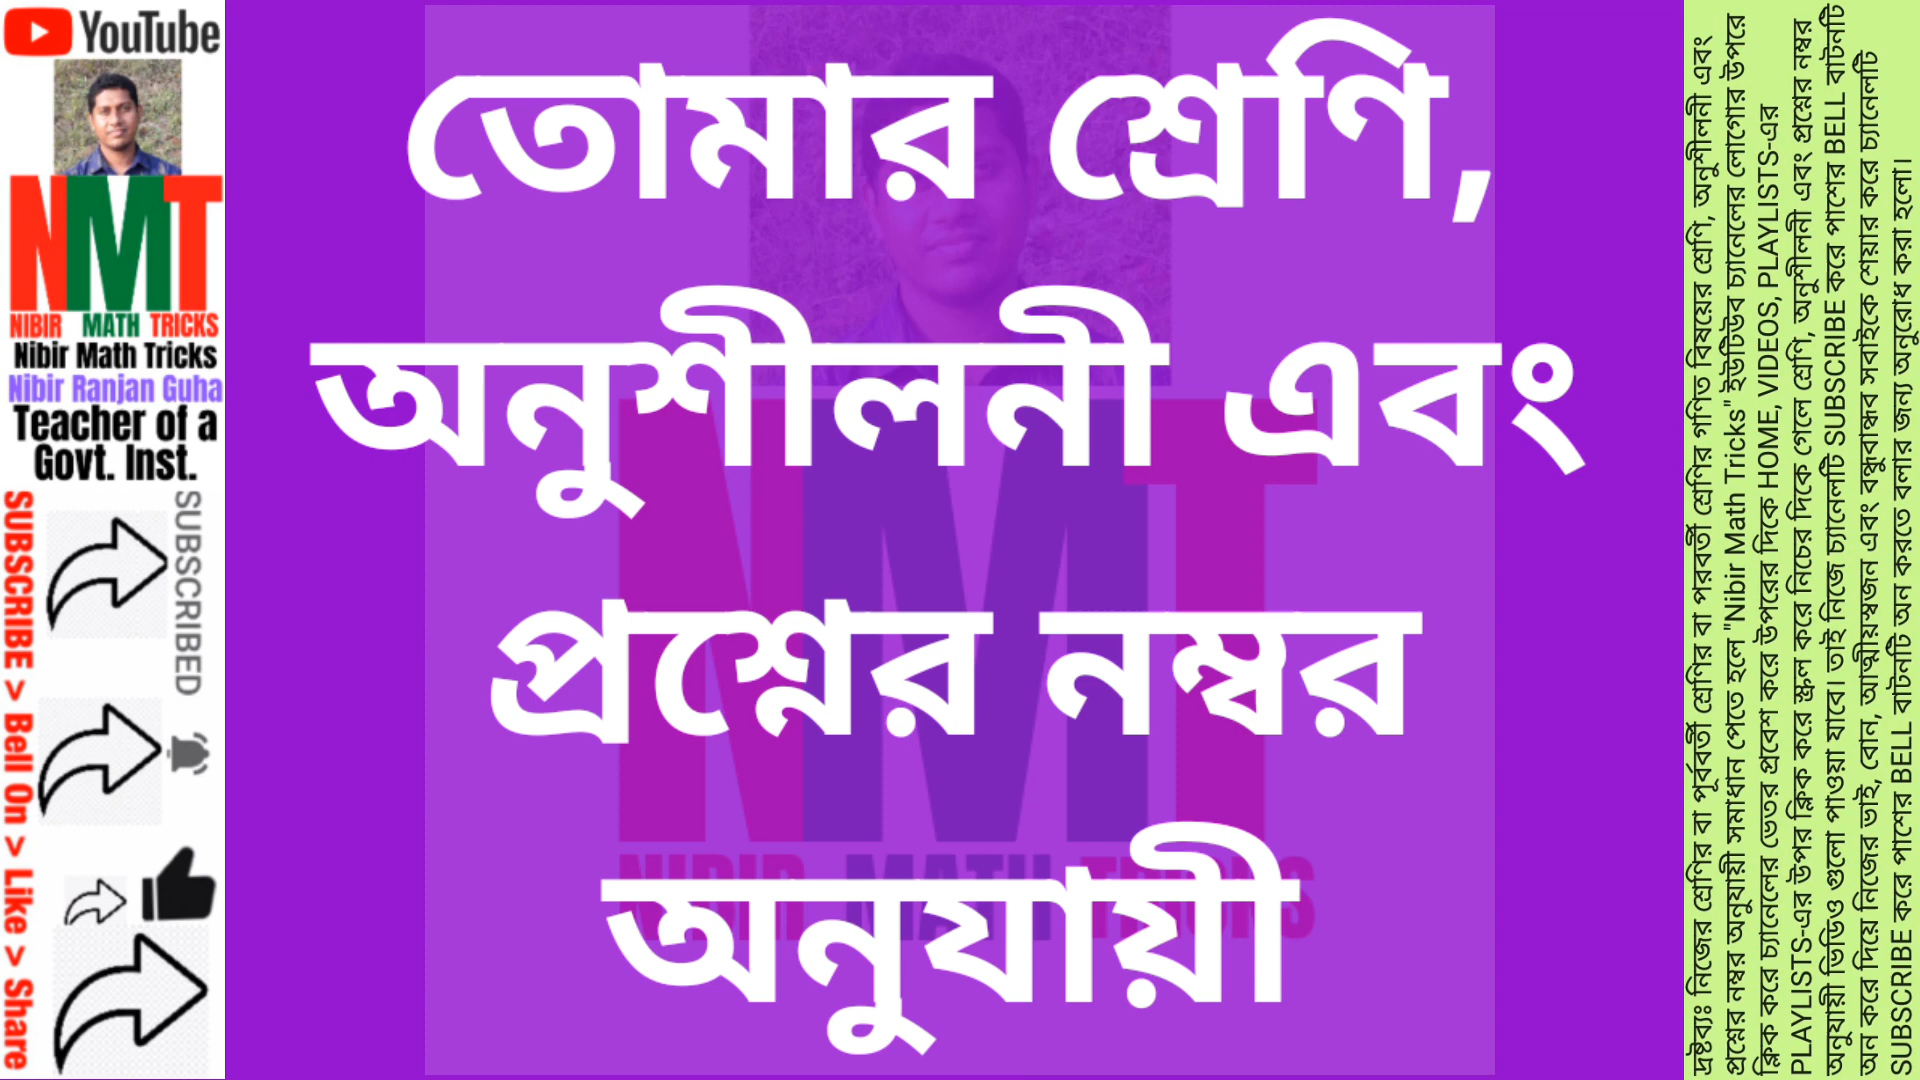 YouTube
NMT
NIBIR MATH TRICKS
Nibir Math Tricks
Nibir Ranjan Guha
Teacher of a
Govt. Inst.
SUBSCRIBE > Bell On > Like > Share
SUBSCRIBED
তোমার শ্রেণি,
অনুশীলনী এবং
প্রশ্নের নম্বর
অনুযায়ী
NMT
NIBIR MATH TRICKS
দ্রষ্টব্যঃ নিজের শ্রেণির বা পূর্ববর্তী শ্রেণির বা পরবর্তী শ্রেণির গণিত বিষয়ের শ্রেণি, অনুশীলনী এবং
প্রশ্নের নম্বর অনুযায়ী সমাধান পেতে হলে "Nibir Math Tricks" ইউটিউব চ্যানেলের লোগোর উপরে
ক্লিক করে চ্যানেলের ভেতর প্রবেশ করে উপরের দিকে HOME, VIDEOS, PLAYLISTS-এর
PLAYLISTS-এর উপর ক্লিক করে স্ক্রল করে নিচের দিকে গেলে শ্রেণি, অনুশীলনী এবং প্রশ্নের নম্বর
অনুযায়ী ভিডিও গুলো পাওয়া যাবে। তাই নিজে চ্যানেলটি SUBSCRIBE করে পাশের BELL বাটনটি
অন করে দিয়ে নিজের ভাই, বোন, আত্মীয়স্বজন এবং বন্ধুবান্ধব সবাইকে শেয়ার করে চ্যানেলটি
SUBSCRIBE করে পাশের BELL বাটনটি অন করতে বলার জন্য অনুরোধ করা হলো।